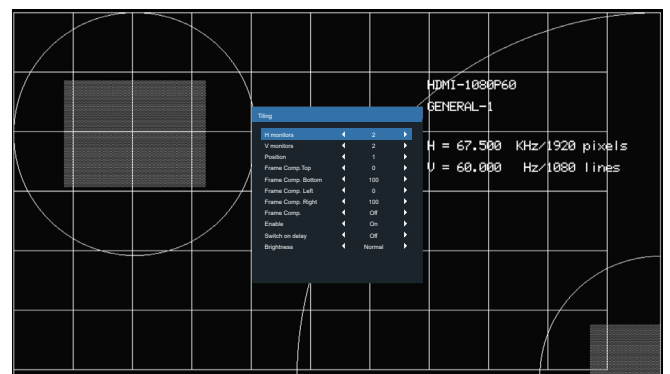 HDMI-1080P60
GENERAL-1
H = 67.500 KHz/1920 pixels
V = 60.000 Hz/1080 lines
Tiling
H monitors 2
V monitors 2
Position 1
Frame Comp.Top 0
Frame Comp. Bottom 100
Frame Comp. Left 0
Frame Comp. Right 100
Frame Comp. Off
Enable On
Switch on delay Off
Brightness Normal